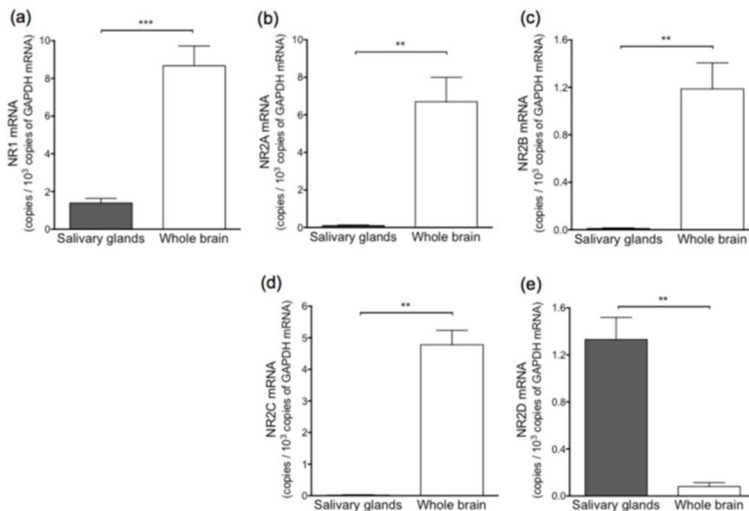 (a)
***
10
8
6
4
2
0
NR1 mRNA
(copies / 10³ copies of GAPDH mRNA)
Salivary glands Whole brain
(b)
**
10
8
6
4
2
0
NR2A mRNA
(copies / 10³ copies of GAPDH mRNA)
Salivary glands Whole brain
(c)
**
1.6
1.2
0.8
0.4
0.0
NR2B mRNA
(copies / 10³ copies of GAPDH mRNA)
Salivary glands Whole brain
(d)
**
6
5
4
3
2
1
0
NR2C mRNA
(copies / 10³ copies of GAPDH mRNA)
Salivary glands Whole brain
(e)
**
1.6
1.2
0.8
0.4
0.0
NR2D mRNA
(copies / 10³ copies of GAPDH mRNA)
Salivary glands Whole brain